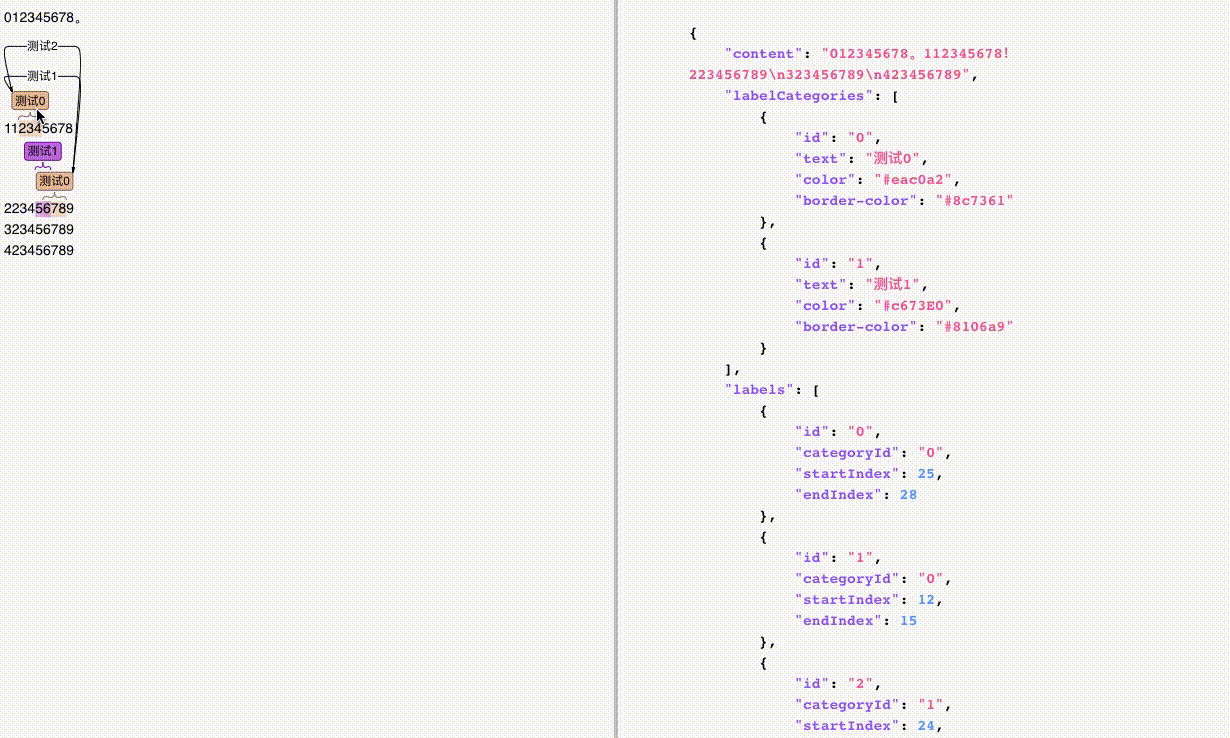 012345678。
测试2
测试1
测试0
112345678
测试1
测试0
223456789
323456789
423456789
{
"content": "012345678。112345678！
223456789\n323456789\n423456789",
"labelCategories": [
{
"id": "0",
"text": "测试0",
"color": "#eac0a2",
"border-color": "#8c7361"
},
{
"id": "1",
"text": "测试1",
"color": "#c673E0",
"border-color": "#8106a9"
}
],
"labels": [
{
"id": "0",
"categoryId": "0",
"startIndex": 25,
"endIndex": 28
},
{
"id": "1",
"categoryId": "0",
"startIndex": 12,
"endIndex": 15
},
{
"id": "2",
"categoryId": "1",
"startIndex": 24,